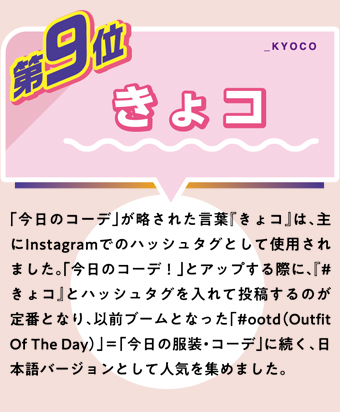 第9位
_KYOCO
きょコ
「今日のコーデ」が略された言葉『きょコ』は、主
にInstagramでのハッシュタグとして使用され
ました。「今日のコーデ！」とアップする際に、『#
きょコ』とハッシュタグを入れて投稿するのが
定番となり、以前ブームとなった「#ootd（Outfit
Of The Day）」＝「今日の服装・コーデ」に続く、日
本語バージョンとして人気を集めました。